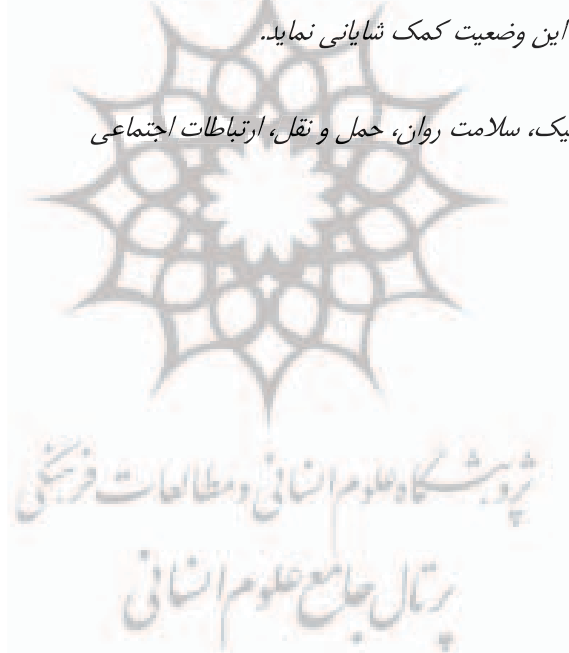 این وضعیت کمک شایانی نماید.
یک، سلامت روان، حمل و نقل، ارتباطات اجتماعی
پژوهشگاه علوم انسانی و مطالعات فرهنگی
پرتال جامع علوم انسانی